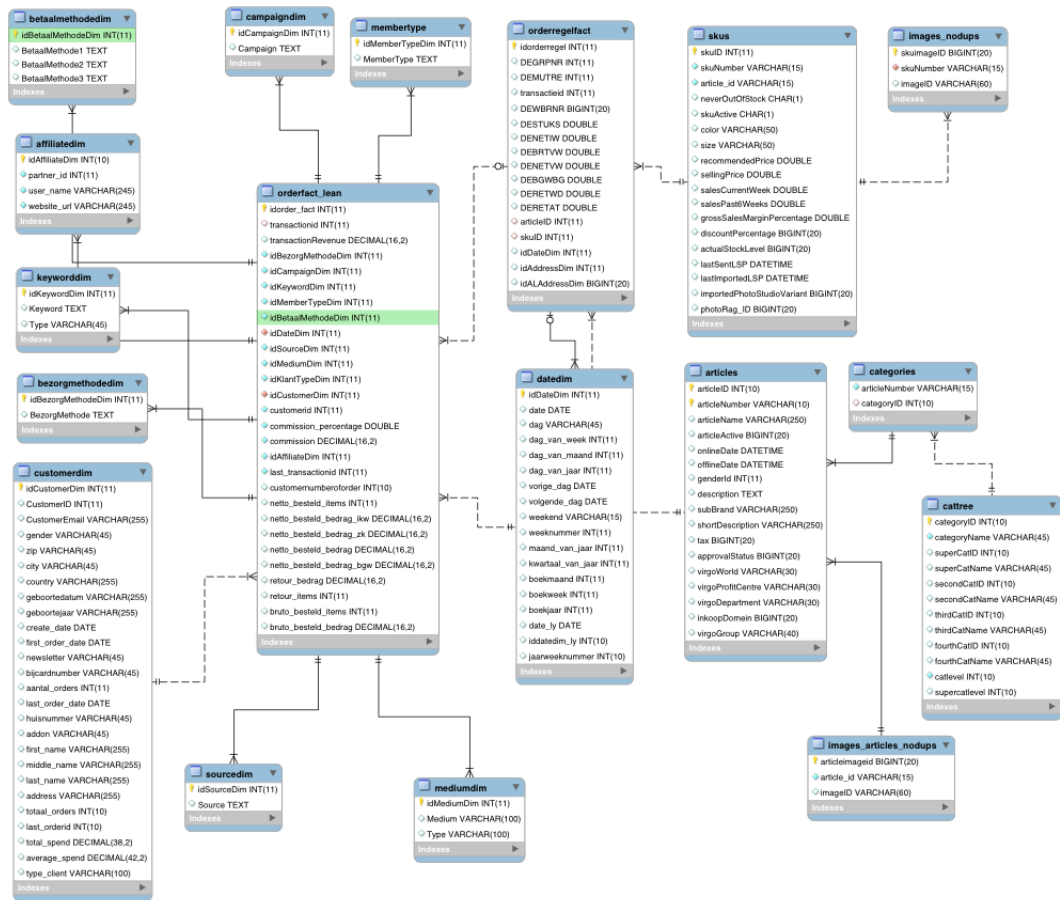 betaalmethodedim
idBetaalMethodeDim INT(11)
BetaalMethode1 TEXT
BetaalMethode2 TEXT
BetaalMethode3 TEXT
Indexes
campaigndim
idCampaignDim INT(11)
Campaign TEXT
Indexes
membertype
idMemberTypeDim INT(11)
MemberType TEXT
Indexes
orderregelfact
idorderregel INT(11)
DEGRPNR INT(11)
DEMUTRE INT(11)
transactieid INT(11)
DEWBRNR BIGINT(20)
DESTUKS DOUBLE
DENETIW DOUBLE
DEBRTVW DOUBLE
DENETVW DOUBLE
DEBGWBG DOUBLE
DERETWD DOUBLE
DERETAT DOUBLE
articleID INT(11)
skuID INT(11)
idDateDim INT(11)
idAddressDim INT(11)
idALAddressDim BIGINT(20)
Indexes
skus
skuID INT(11)
skuNumber VARCHAR(15)
article_id VARCHAR(15)
neverOutOfStock CHAR(1)
skuActive CHAR(1)
color VARCHAR(50)
size VARCHAR(50)
recommendedPrice DOUBLE
sellingPrice DOUBLE
salesCurrentWeek DOUBLE
salesPast6Weeks DOUBLE
grossSalesMarginPercentage DOUBLE
discountPercentage BIGINT(20)
actualStockLevel BIGINT(20)
lastSentLSP DATETIME
lastImportedLSP DATETIME
importedPhotoStudioVariant BIGINT(20)
photoRag_ID BIGINT(20)
Indexes
images_nodups
skuimageID BIGINT(20)
skuNumber VARCHAR(15)
imageID VARCHAR(60)
Indexes
affiliatedim
idAffiliateDim INT(10)
partner_id INT(11)
user_name VARCHAR(245)
website_url VARCHAR(245)
Indexes
keyworddim
idKeywordDim INT(11)
Keyword TEXT
Type VARCHAR(45)
Indexes
bezorgmethodedim
idBezorgMethodeDim INT(11)
BezorgMethode TEXT
Indexes
customerdim
idCustomerDim INT(11)
CustomerID INT(11)
CustomerEmail VARCHAR(255)
gender VARCHAR(45)
zip VARCHAR(45)
city VARCHAR(45)
country VARCHAR(255)
geboortedatum VARCHAR(255)
geboortejaar VARCHAR(255)
create_date DATE
first_order_date DATE
newsletter VARCHAR(45)
bijcardnumber VARCHAR(45)
aantal_orders INT(11)
last_order_date DATE
huisnummer VARCHAR(45)
addon VARCHAR(45)
first_name VARCHAR(255)
middle_name VARCHAR(255)
last_name VARCHAR(255)
address VARCHAR(255)
totaal_orders INT(10)
last_orderid INT(10)
total_spend DECIMAL(38,2)
average_spend DECIMAL(42,2)
type_client VARCHAR(100)
Indexes
orderfact_lean
idorder_fact INT(11)
transactionid INT(11)
transactionRevenue DECIMAL(16,2)
idBezorgMethodeDim INT(11)
idCampaignDim INT(11)
idKeywordDim INT(11)
idMemberTypeDim INT(11)
idBetaalMethodeDim INT(11)
idDateDim INT(11)
idSourceDim INT(11)
idMediumDim INT(11)
idKlantTypeDim INT(11)
idCustomerDim INT(11)
customerid INT(11)
commission_percentage DOUBLE
commission DECIMAL(16,2)
idAffiliateDim INT(11)
last_transactionid INT(11)
customernumberoforder INT(10)
netto_besteld_items INT(11)
netto_besteld_bedrag_ikw DECIMAL(16,2)
netto_besteld_bedrag_zk DECIMAL(16,2)
netto_besteld_bedrag DECIMAL(16,2)
netto_besteld_bedrag_bgw DECIMAL(16,2)
retour_bedrag DECIMAL(16,2)
retour_items INT(11)
bruto_besteld_items INT(11)
bruto_besteld_bedrag DECIMAL(16,2)
Indexes
datedim
idDateDim INT(11)
date DATE
dag VARCHAR(45)
dag_van_week INT(11)
dag_van_maand INT(11)
dag_van_jaar INT(11)
vorige_dag DATE
volgende_dag DATE
weekend VARCHAR(15)
weeknummer INT(11)
maand_van_jaar INT(11)
kwartaal_van_jaar INT(11)
boekmaand INT(11)
boekweek INT(11)
boekjaar INT(11)
date_ly DATE
iddatedim_ly INT(10)
jaarweeknummer INT(10)
Indexes
articles
articleID INT(10)
articleNumber VARCHAR(10)
articleName VARCHAR(250)
articleActive BIGINT(20)
onlineDate DATETIME
offlineDate DATETIME
genderId INT(11)
description TEXT
subBrand VARCHAR(250)
shortDescription VARCHAR(250)
tax BIGINT(20)
approvalStatus BIGINT(20)
virgoWorld VARCHAR(30)
virgoProfitCentre VARCHAR(30)
virgoDepartment VARCHAR(30)
inkoopDomein BIGINT(20)
virgoGroup VARCHAR(40)
Indexes
categories
articleNumber VARCHAR(15)
categoryID INT(10)
Indexes
cattree
categoryID INT(10)
categoryName VARCHAR(45)
superCatID INT(10)
superCatName VARCHAR(45)
secondCatID INT(10)
secondCatName VARCHAR(45)
thirdCatID INT(10)
thirdCatName VARCHAR(45)
fourthCatID INT(10)
fourthCatName VARCHAR(45)
catlevel INT(10)
supercatlevel INT(10)
Indexes
sourcedim
idSourceDim INT(11)
Source TEXT
Indexes
mediumdim
idMediumDim INT(11)
Medium VARCHAR(100)
Type VARCHAR(100)
Indexes
images_articles_nodups
articleimageid BIGINT(20)
article_id VARCHAR(15)
imageID VARCHAR(60)
Indexes